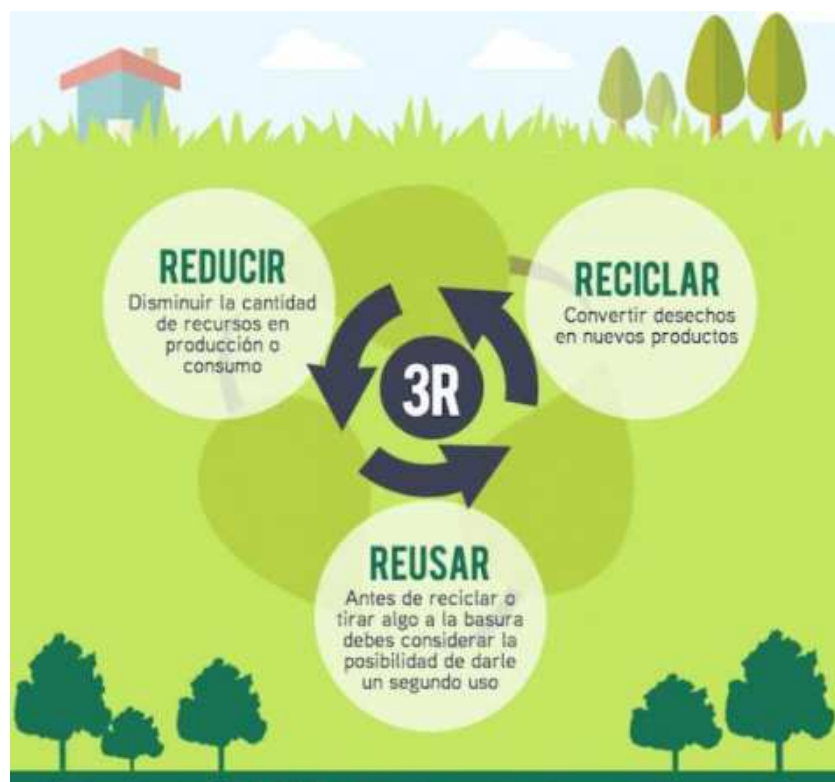 REDUCIR
Disminuir la cantidad
de recursos en
producción o
consumo
RECICLAR
Convertir desechos
en nuevos productos
3R
REUSAR
Antes de reciclar o
tirar algo a la basura
debes considerar la
posibilidad de darle
un segundo uso